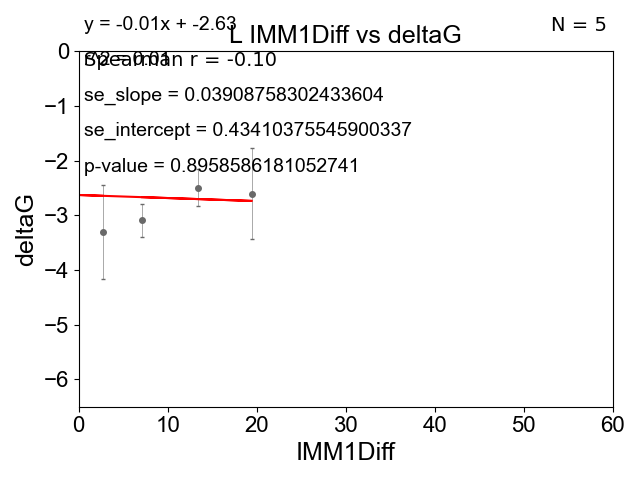 y = -0.01x + -2.63
N = 5
L IMM1Diff vs deltaG
Spearman r = -0.10
se_slope = 0.03908758302433604
se_intercept = 0.43410375545900337
p-value = 0.8958586181052741
0
−1
−2
−3
−4
−5
−6
deltaG
0 10 20 30 40 50 60
IMM1Diff